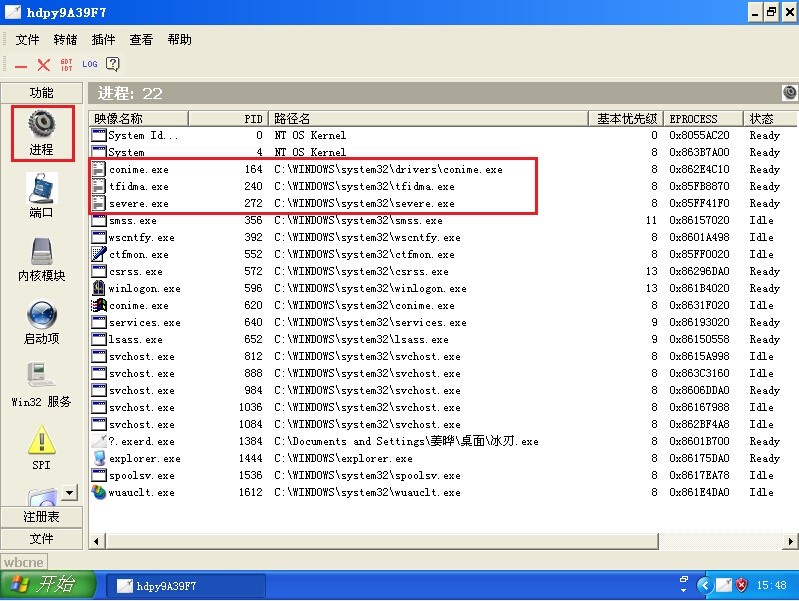 hdpy9A39F7
文件 转储 插件 查看 帮助
GDT IDT LOG
功能
进程: 22
进程
端口
内核模块
启动项
Win32 服务
SPI
注册表
文件
映像名称 PID 路径名 基本优先级 EPROCESS 状态
System Id... 0 NT OS Kernel 0 0x8055AC20 Ready
System 4 NT OS Kernel 8 0x863B7A00 Ready
conime.exe 164 C:\WINDOWS\system32\drivers\conime.exe 8 0x862E4C10 Ready
tfidma.exe 240 C:\WINDOWS\system32\tfidma.exe 8 0x85FB8870 Ready
severe.exe 272 C:\WINDOWS\system32\severe.exe 8 0x85FF41F0 Ready
smss.exe 356 C:\WINDOWS\system32\smss.exe 11 0x86157020 Idle
wscntfy.exe 392 C:\WINDOWS\system32\wscntfy.exe 8 0x8601A498 Idle
ctfmon.exe 552 C:\WINDOWS\system32\ctfmon.exe 8 0x85FF0020 Idle
csrss.exe 572 C:\WINDOWS\system32\csrss.exe 13 0x86296DA0 Ready
winlogon.exe 596 C:\WINDOWS\system32\winlogon.exe 13 0x861B4020 Ready
conime.exe 620 C:\WINDOWS\system32\conime.exe 8 0x8631F020 Idle
services.exe 640 C:\WINDOWS\system32\services.exe 9 0x86193020 Ready
lsass.exe 652 C:\WINDOWS\system32\lsass.exe 9 0x86150558 Ready
svchost.exe 812 C:\WINDOWS\system32\svchost.exe 8 0x8615A998 Idle
svchost.exe 888 C:\WINDOWS\system32\svchost.exe 8 0x863C3160 Idle
svchost.exe 984 C:\WINDOWS\system32\svchost.exe 8 0x8606DDA0 Ready
svchost.exe 1036 C:\WINDOWS\system32\svchost.exe 8 0x86167988 Idle
svchost.exe 1084 C:\WINDOWS\system32\svchost.exe 8 0x862BF4A8 Idle
?.exerd.exe 1384 C:\Documents and Settings\姜晔\桌面\冰刃.exe 8 0x8601B700 Ready
explorer.exe 1444 C:\WINDOWS\explorer.exe 8 0x86175DA0 Ready
spoolsv.exe 1536 C:\WINDOWS\system32\spoolsv.exe 8 0x8617EA78 Idle
wuauclt.exe 1612 C:\WINDOWS\system32\wuauclt.exe 8 0x861E4DA0 Idle
wbcne
开始 hdpy9A39F7 15:48